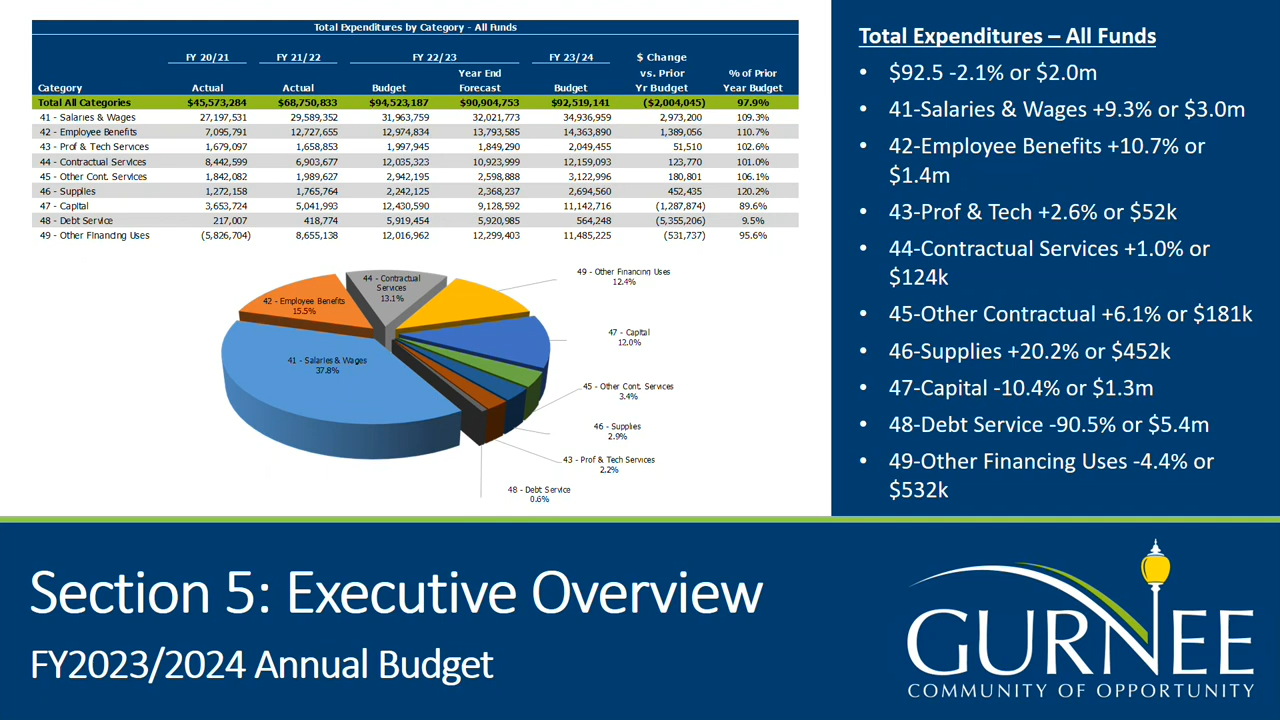 Total Expenditures by Category - All Funds
FY 20/21 FY 21/22 FY 22/23 FY 23/24 $ Change
Year End vs. Prior % of Prior
Category Actual Actual Budget Forecast Budget Yr Budget Year Budget
Total All Categories $45,573,284 $68,750,833 $94,523,187 $90,904,753 $92,519,141 ($2,004,045) 97.9%
41 - Salaries & Wages 27,197,531 29,589,352 31,963,759 32,021,773 34,936,959 2,973,200 109.3%
42 - Employee Benefits 7,095,791 12,727,655 12,974,834 13,793,585 14,363,890 1,389,056 110.7%
43 - Prof & Tech Services 1,679,097 1,658,853 1,997,945 1,849,290 2,049,455 51,510 102.6%
44 - Contractual Services 8,442,599 6,903,677 12,035,323 10,923,999 12,159,093 123,770 101.0%
45 - Other Cont. Services 1,842,082 1,989,627 2,942,195 2,598,888 3,122,996 180,801 106.1%
46 - Supplies 1,272,158 1,765,764 2,242,125 2,368,237 2,694,560 452,435 120.2%
47 - Capital 3,653,724 5,041,993 12,430,590 9,128,592 11,142,716 (1,287,874) 89.6%
48 - Debt Service 217,007 418,774 5,919,454 5,920,985 564,248 (5,355,206) 9.5%
49 - Other Financing Uses (5,826,704) 8,655,138 12,016,962 12,299,403 11,485,225 (531,737) 95.6%
44 - Contractual
Services
13.1%
49 - Other Financing Uses
12.4%
42 - Employee Benefits
15.5%
47 - Capital
12.0%
41 - Salaries & Wages
37.8%
45 - Other Cont. Services
3.4%
46 - Supplies
2.9%
43 - Prof & Tech Services
2.2%
48 - Debt Service
0.6%
Total Expenditures – All Funds
• $92.5 -2.1% or $2.0m
• 41-Salaries & Wages +9.3% or $3.0m
• 42-Employee Benefits +10.7% or
$1.4m
• 43-Prof & Tech +2.6% or $52k
• 44-Contractual Services +1.0% or
$124k
• 45-Other Contractual +6.1% or $181k
• 46-Supplies +20.2% or $452k
• 47-Capital -10.4% or $1.3m
• 48-Debt Service -90.5% or $5.4m
• 49-Other Financing Uses -4.4% or
$532k
Section 5: Executive Overview
FY2023/2024 Annual Budget
GURNEE
COMMUNITY OF OPPORTUNITY